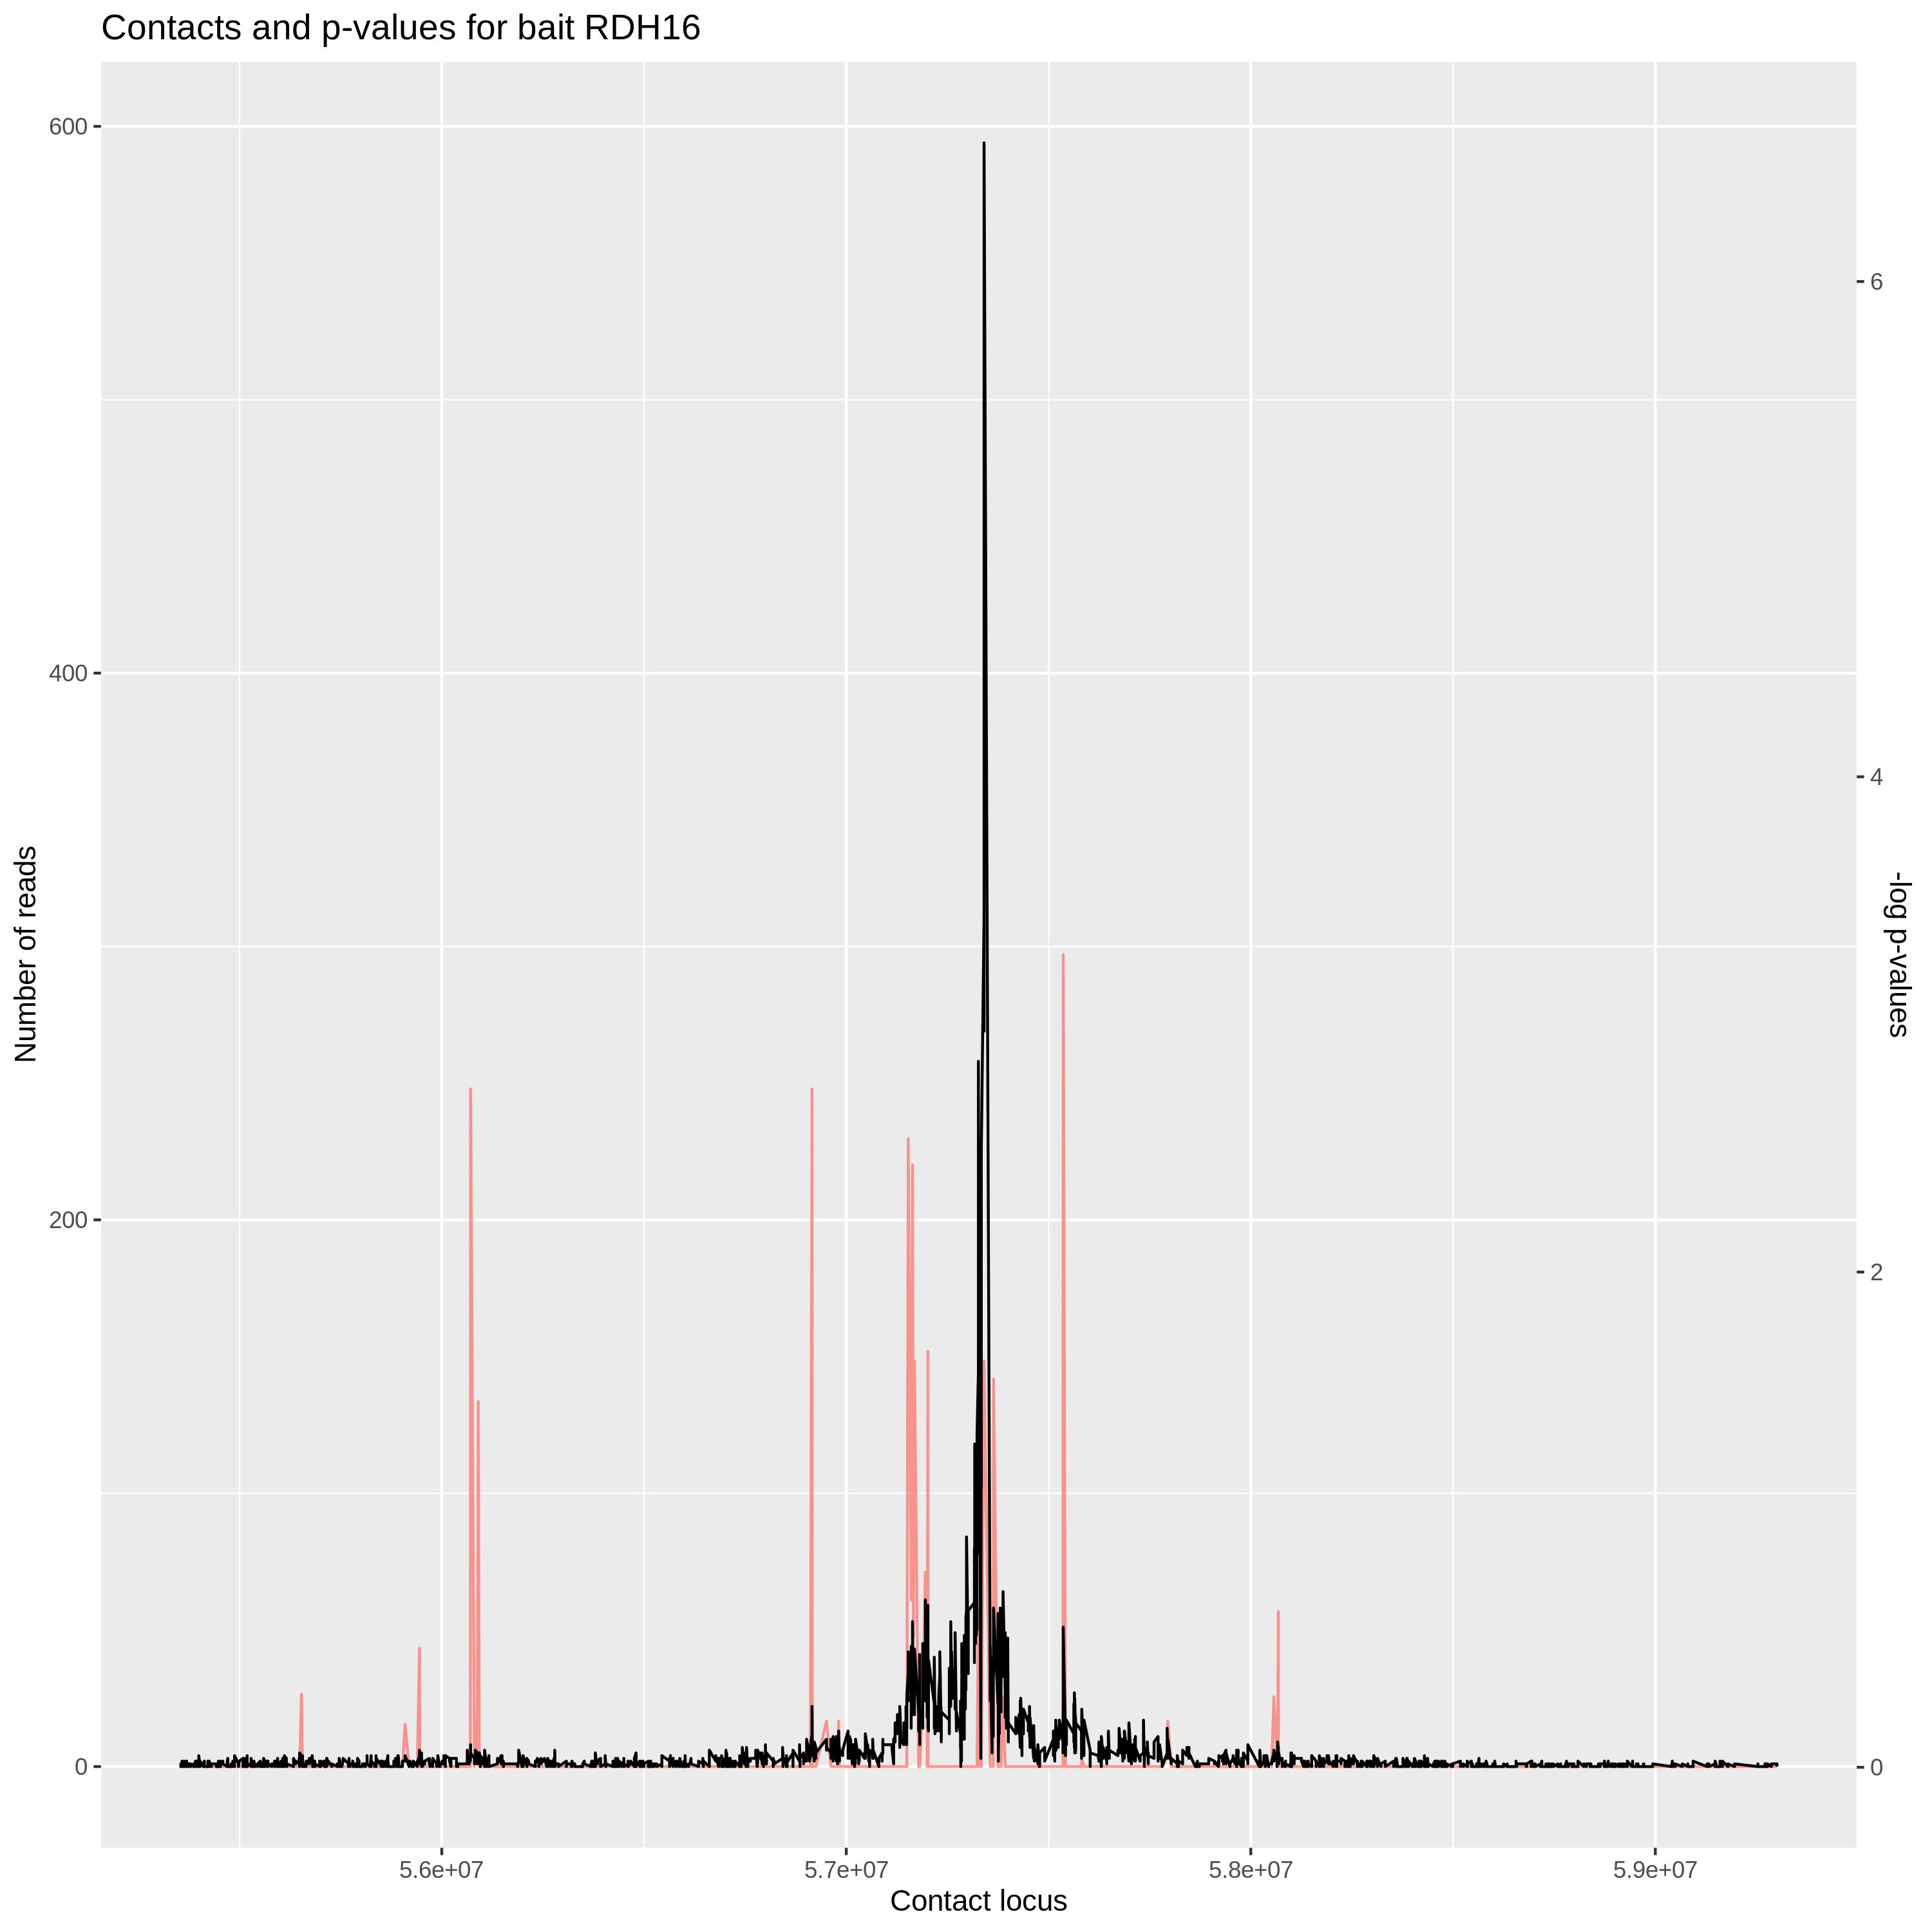 Contacts and p-values for bait RDH16
600
400
200
0
Number of reads
6
4
2
0
-log p-values
5.6e+07
5.7e+07
5.8e+07
5.9e+07
Contact locus